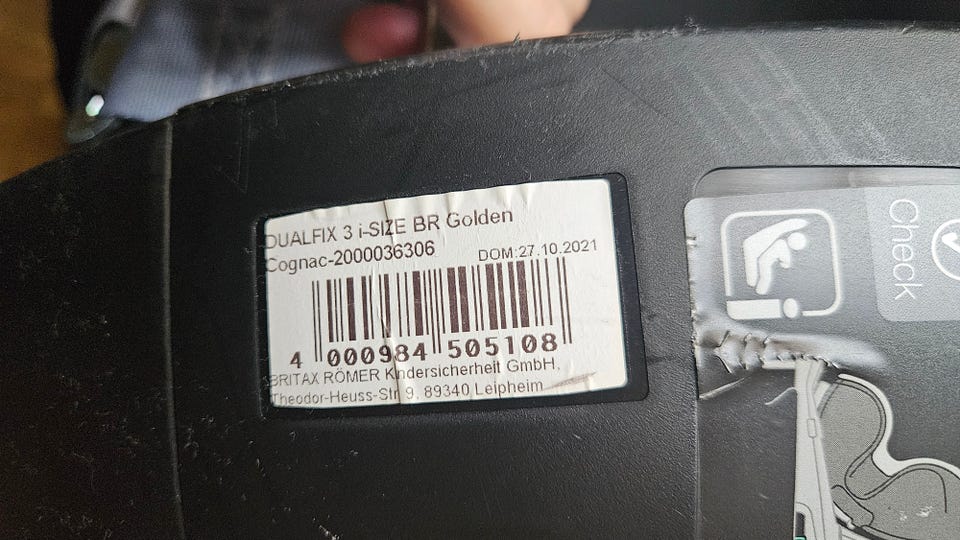 DUALFIX 3 i-SIZE BR Golden
Cognac-2000036306
DOM:27.10.2021
4 000984 505108
BRITAX RÖMER Kindersicherheit GmbH,
Theodor-Heuss-Str 9, 89340 Leipheim
Check